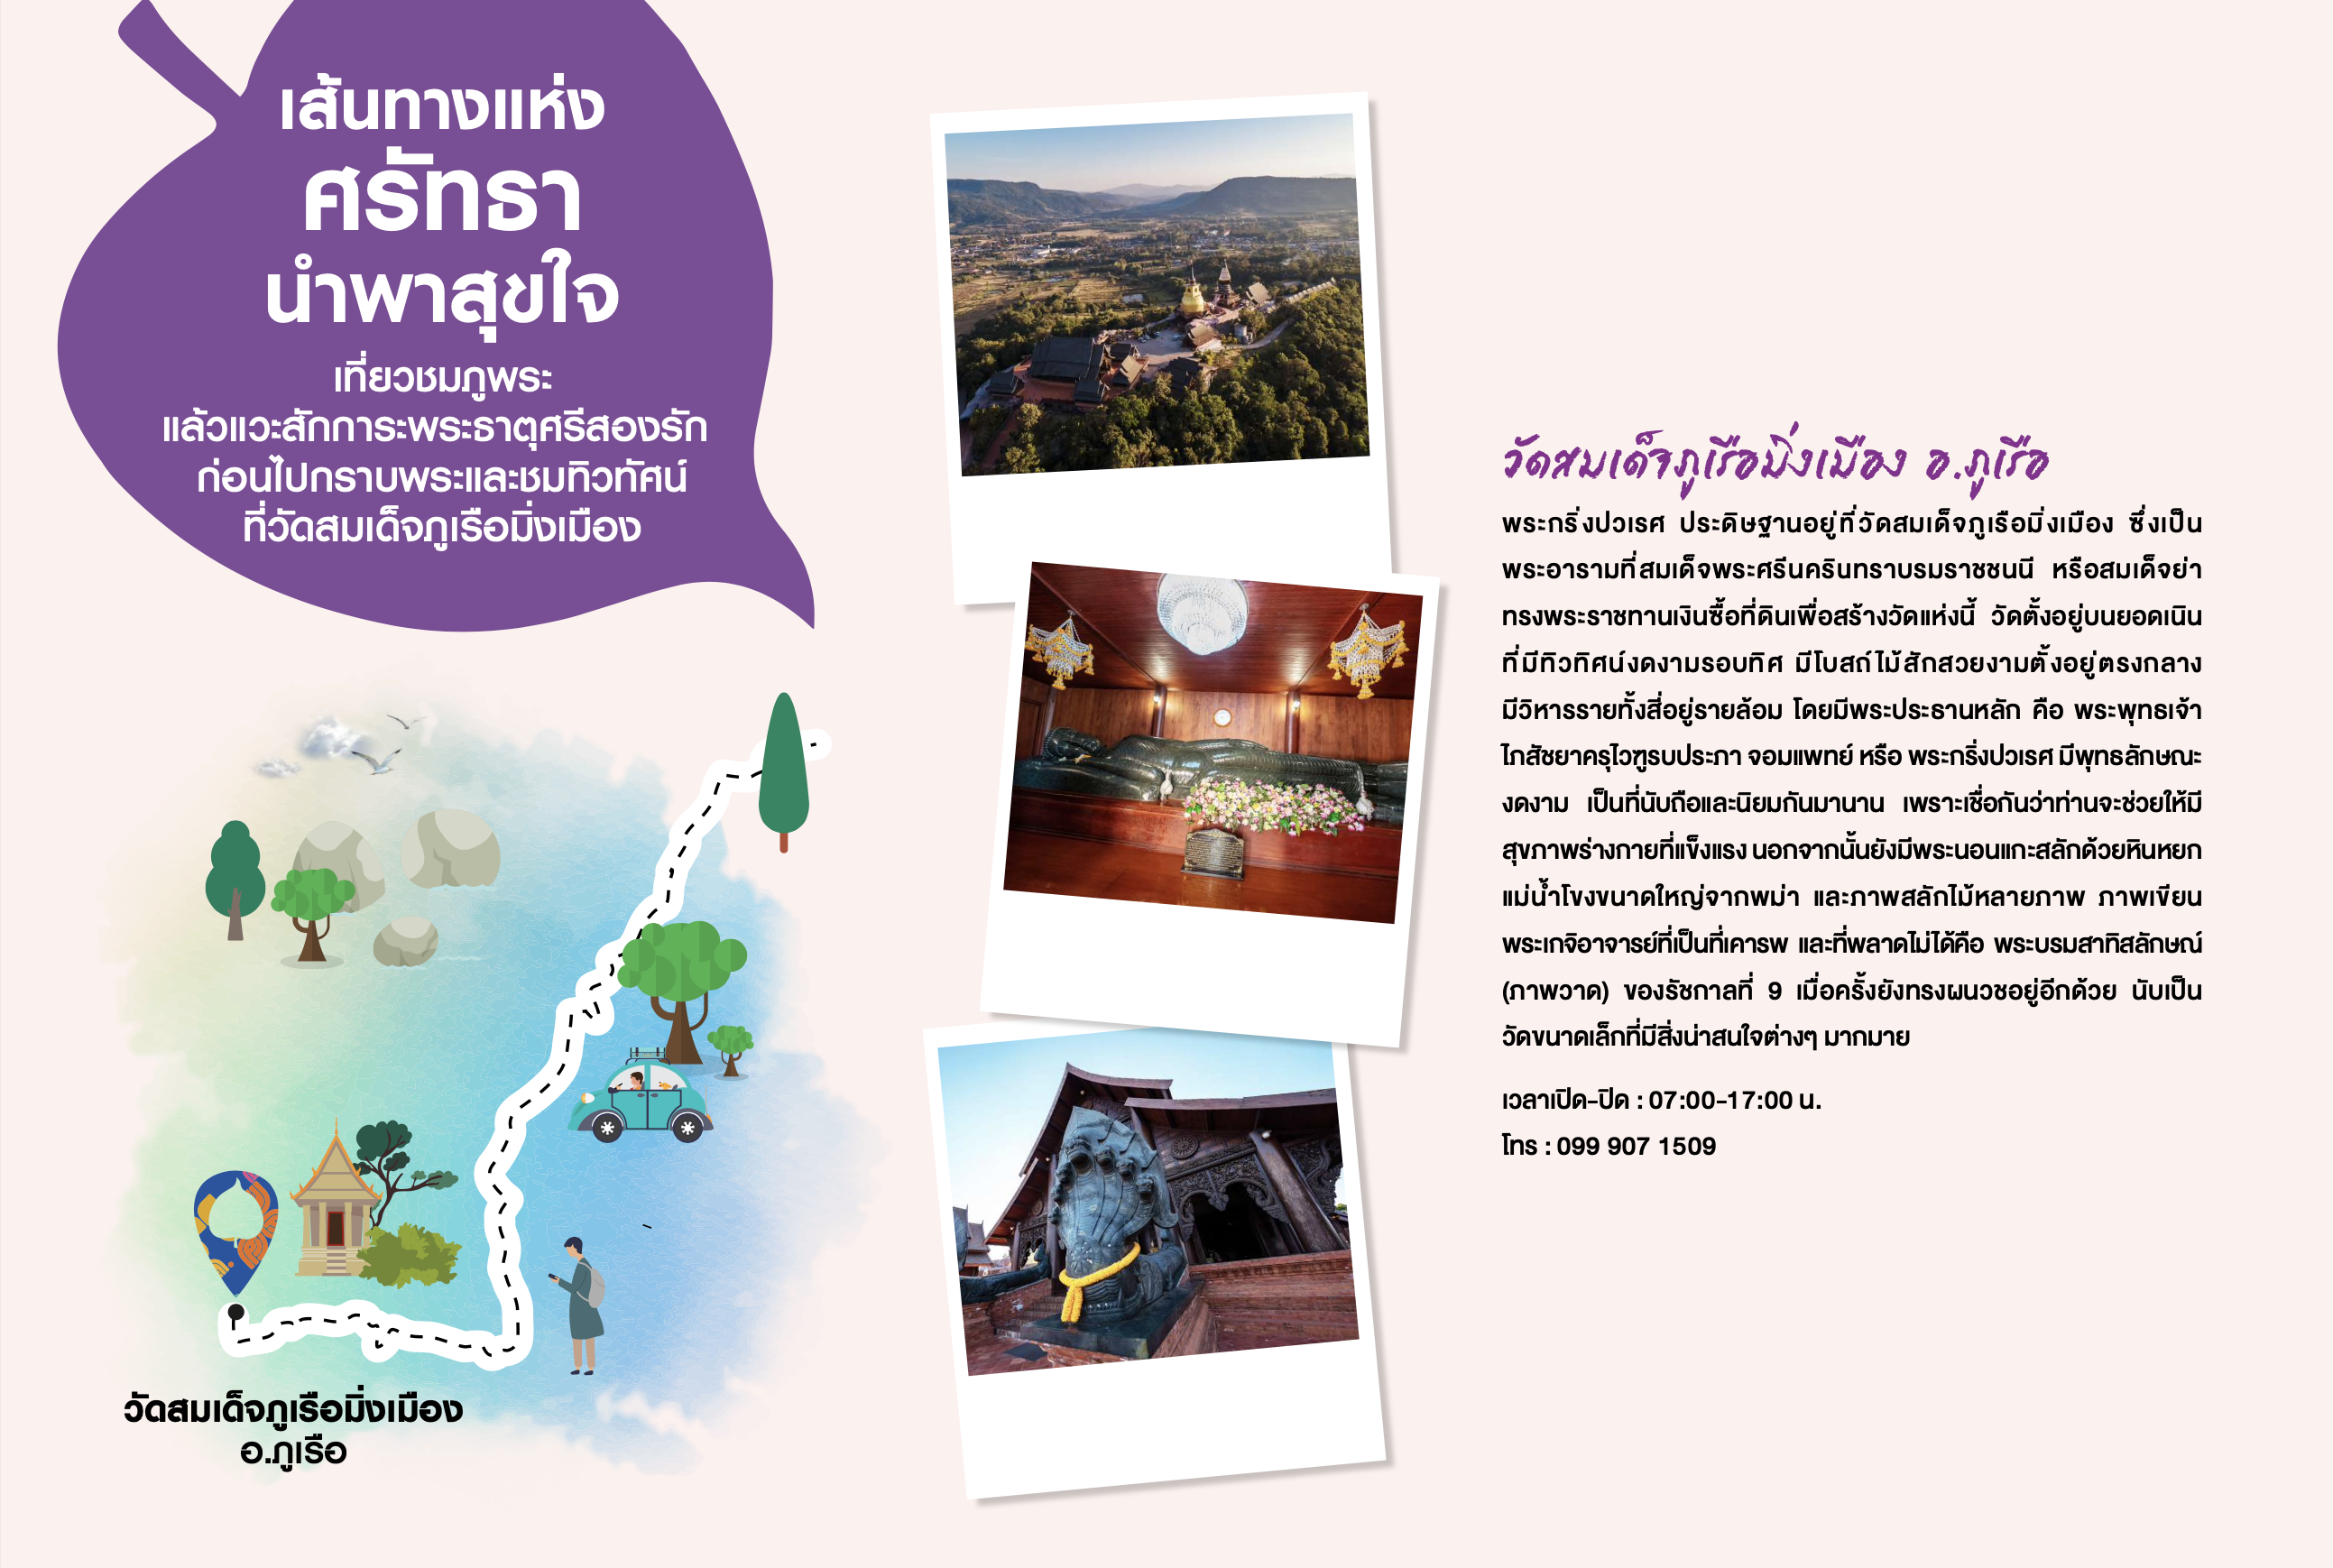 เส้นทางแห่ง
ศรัทธา
นำพาสุขใจ
เที่ยวชมภูพระ
แล้วแวะสักการะพระธาตุศรีสองรัก
ก่อนไปกราบพระและชมทิวทัศน์
ที่วัดสมเด็จภูเรือมิ่งเมือง
วัดสมเด็จภูเรือมิ่งเมือง
อ.ภูเรือ
วัดสมเด็จภูเรือมิ่งเมือง อ.ภูเรือ
พระกริ่งปวเรศ ประดิษฐานอยู่ที่วัดสมเด็จภูเรือมิ่งเมือง ซึ่งเป็น
พระอารามที่สมเด็จพระศรีนครินทราบรมราชชนนี หรือสมเด็จย่า
ทรงพระราชทานเงินซื้อที่ดินเพื่อสร้างวัดแห่งนี้ วัดตั้งอยู่บนยอดเนิน
ที่มีทิวทิศน์งดงามรอบทิศ มีโบสถ์ไม้สักสวยงามตั้งอยู่ตรงกลาง
มีวิหารรายทั้งสี่อยู่รายล้อม โดยมีพระประธานหลัก คือ พระพุทธเจ้า
ไภสัชยาครุไวฑูรบประภา จอมแพทย์ หรือ พระกริ่งปวเรศ มีพุทธลักษณะ
งดงาม เป็นที่นับถือและนิยมกันมานาน เพราะเชื่อกันว่าท่านจะช่วยให้มี
สุขภาพร่างกายที่แข็งแรง นอกจากนั้นยังมีพระนอนแกะสลักด้วยหินหยก
แม่น้ำโขงขนาดใหญ่จากพม่า และภาพสลักไม้หลายภาพ ภาพเขียน
พระเกจิอาจารย์ที่เป็นที่เคารพ และที่พลาดไม่ได้คือ พระบรมสาทิสลักษณ์
(ภาพวาด) ของรัชกาลที่ 9 เมื่อครั้งยังทรงผนวชอยู่อีกด้วย นับเป็น
วัดขนาดเล็กที่มีสิ่งน่าสนใจต่างๆ มากมาย
เวลาเปิด-ปิด : 07:00-17:00 น.
โทร : 099 907 1509